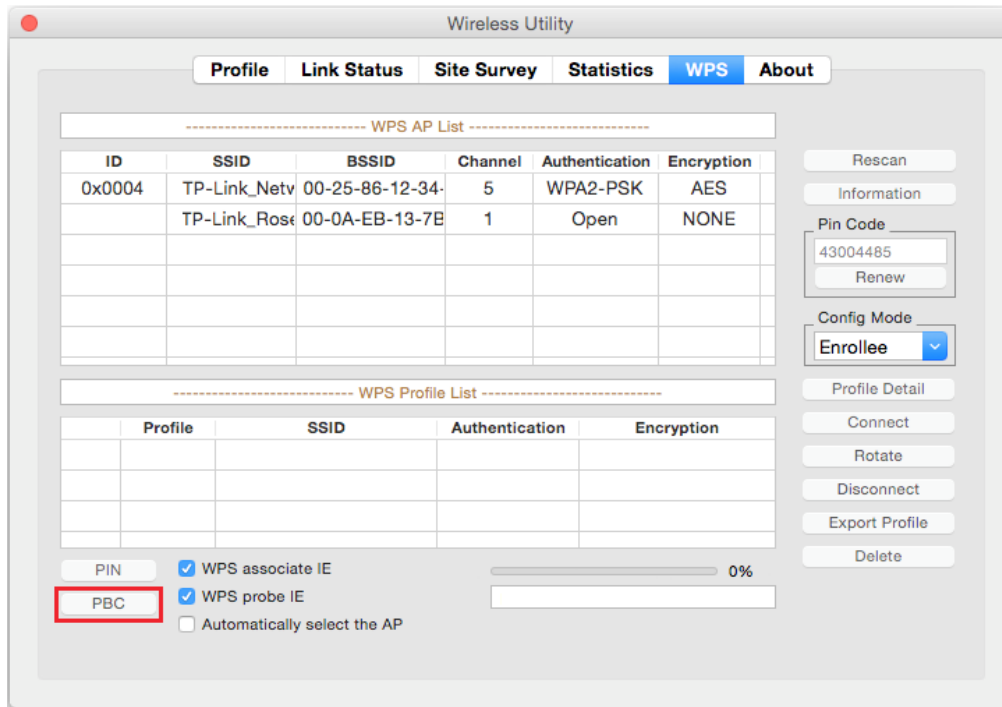 Wireless Utility
Profile Link Status Site Survey Statistics WPS About
---------------------------- WPS AP List ----------------------------
ID SSID BSSID Channel Authentication Encryption
Rescan
0x0004 TP-Link_Netw 00-25-86-12-34- 5 WPA2-PSK AES
Information
TP-Link_Rose 00-0A-EB-13-7B 1 Open NONE
Pin Code
43004485
Renew
Config Mode
Enrollee
---------------------------- WPS Profile List ----------------------------
Profile Detail
Profile SSID Authentication Encryption
Connect
Rotate
Disconnect
Export Profile
Delete
PIN WPS associate IE 0%
PBC WPS probe IE
Automatically select the AP